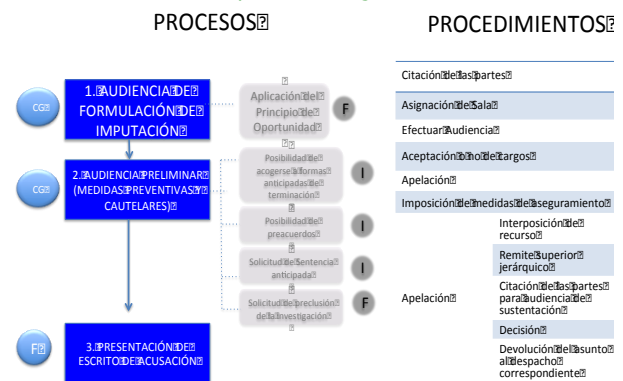 PROCESOS
PROCEDIMIENTOS
CG
1. AUDIENCIA DE
FORMULACIÓN DE
IMPUTACIÓN
Aplicación del
Principio de
Oportunidad
F
CG
2. AUDIENCIA PRELIMINAR
(MEDIDAS PREVENTIVAS Y
CAUTELARES)
Posibilidad de
acogerse a formas
anticipadas de
terminación
I
Posibilidad de
preacuerdos
I
Solicitud de Sentencia
anticipada
I
Solicitud de preclusión
de la investigación
F
F
3. PRESENTACIÓN DE
ESCRITO DE ACUSACIÓN
Citación de las partes
Asignación de Sala
Efectuar Audiencia
Aceptación o no de cargos
Apelación
Imposición de medidas de aseguramiento
Apelación
Interposición de
recurso
Remite superior
jerárquico
Citación de las partes
para audiencia de
sustentación
Decisión
Devolución del asunto
al despacho
correspondiente